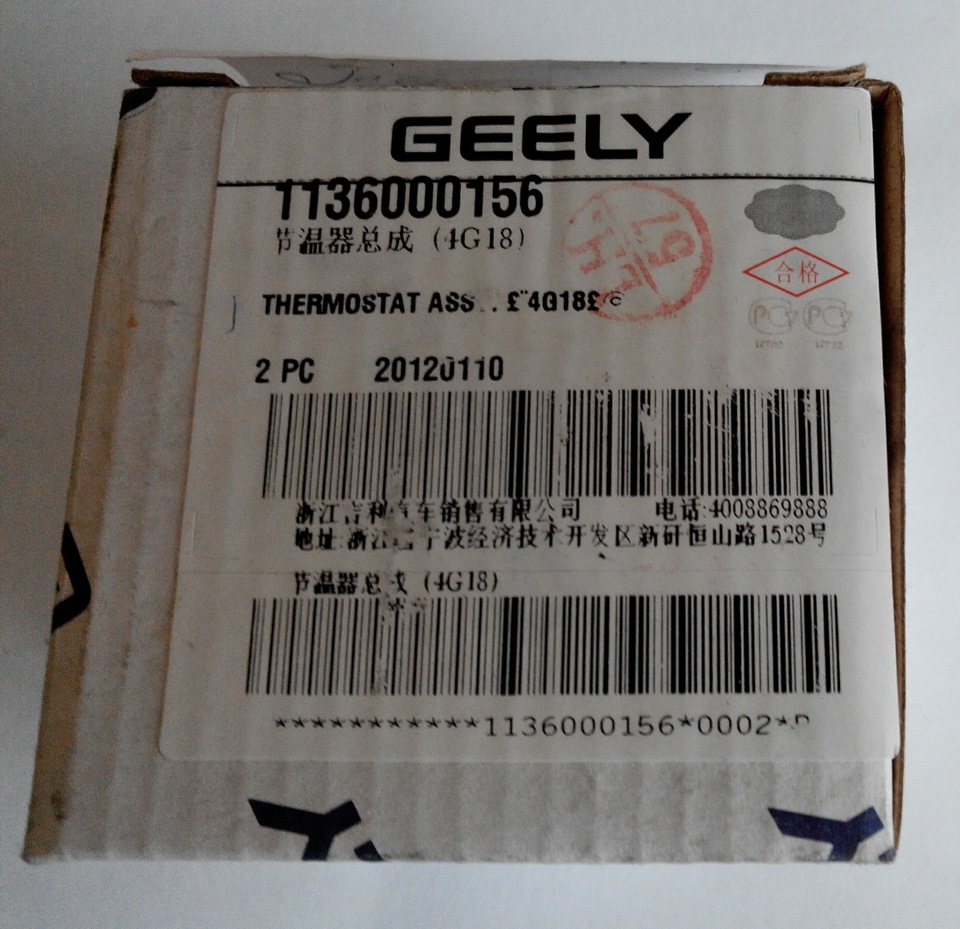 GEELY
1136000156
节温器总成 (4G18)
合格
THERMOSTAT ASS . . £¨4G18£
2 PC 20120110
浙江吉利汽车销售有限公司 电话:4008869888
地址:浙江 宁波经济技术开发区新研恒山路1528号
节温器总成 (4G18)
***********1136000156*0002*